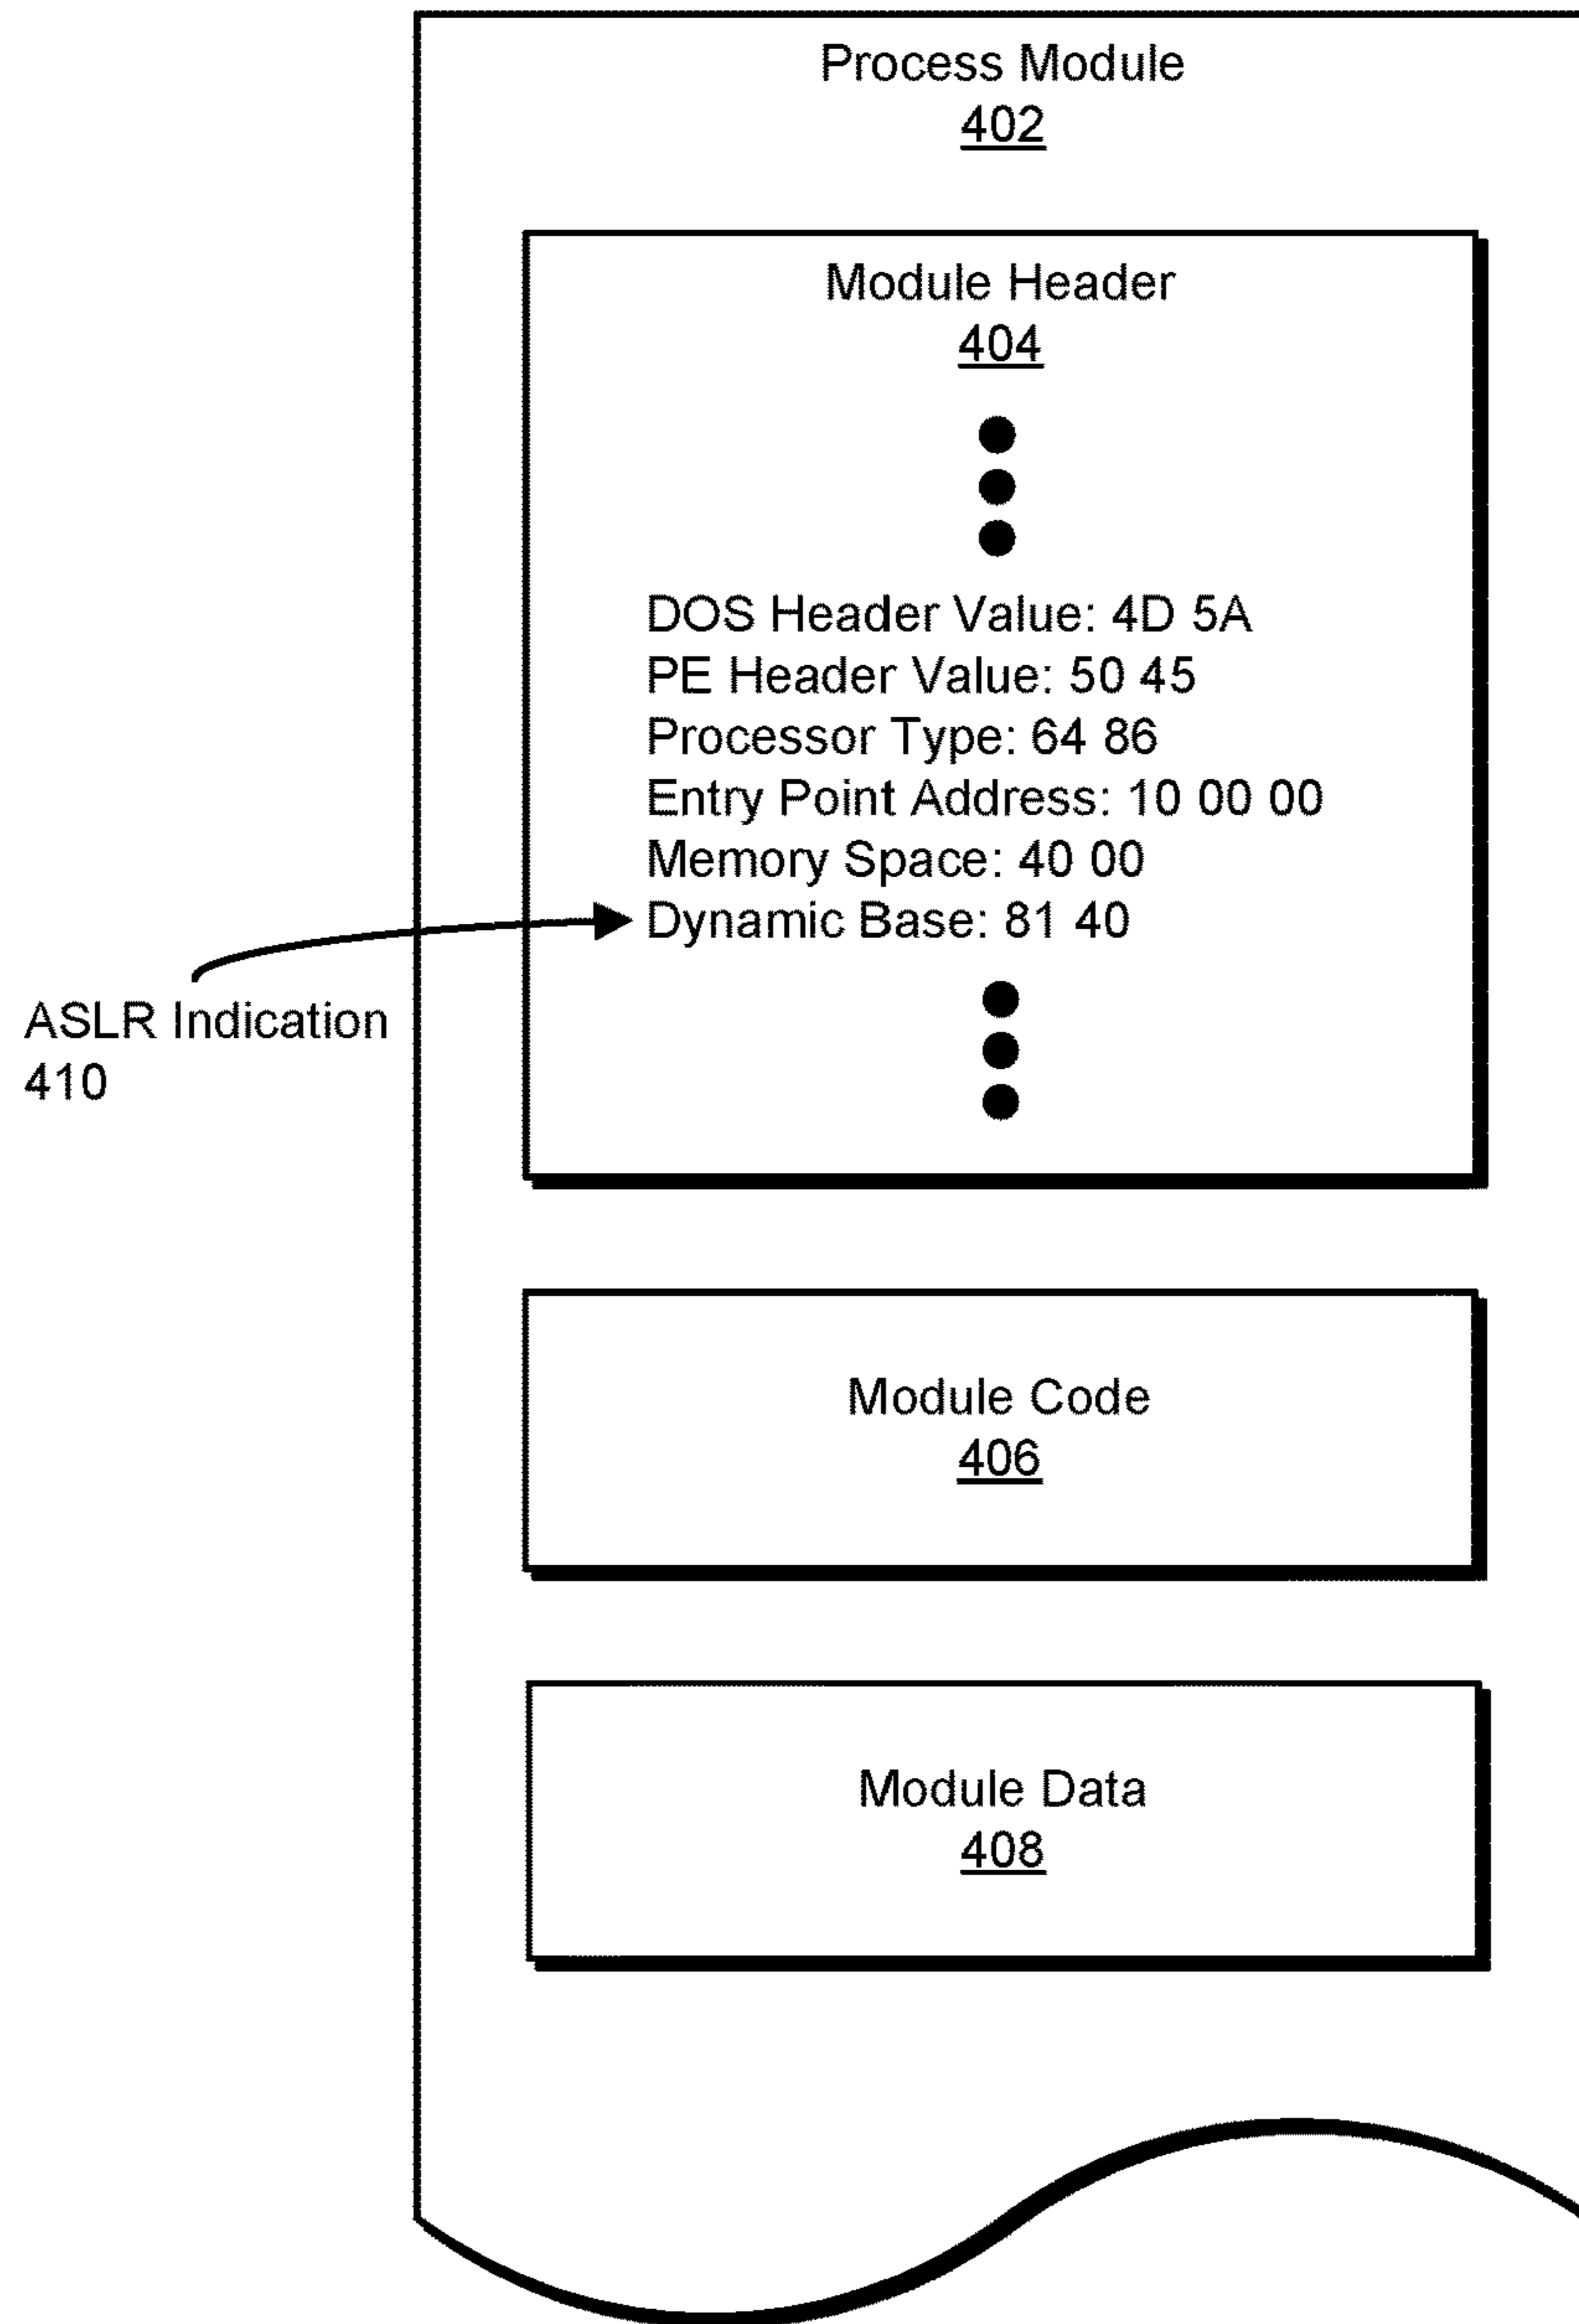 Process Module
402
Module Header
404
DOS Header Value: 4D 5A
PE Header Value: 50 45
Processor Type: 64 86
Entry Point Address: 10 00 00
Memory Space: 40 00
Dynamic Base: 81 40
ASLR Indication
410
Module Code
406
Module Data
408